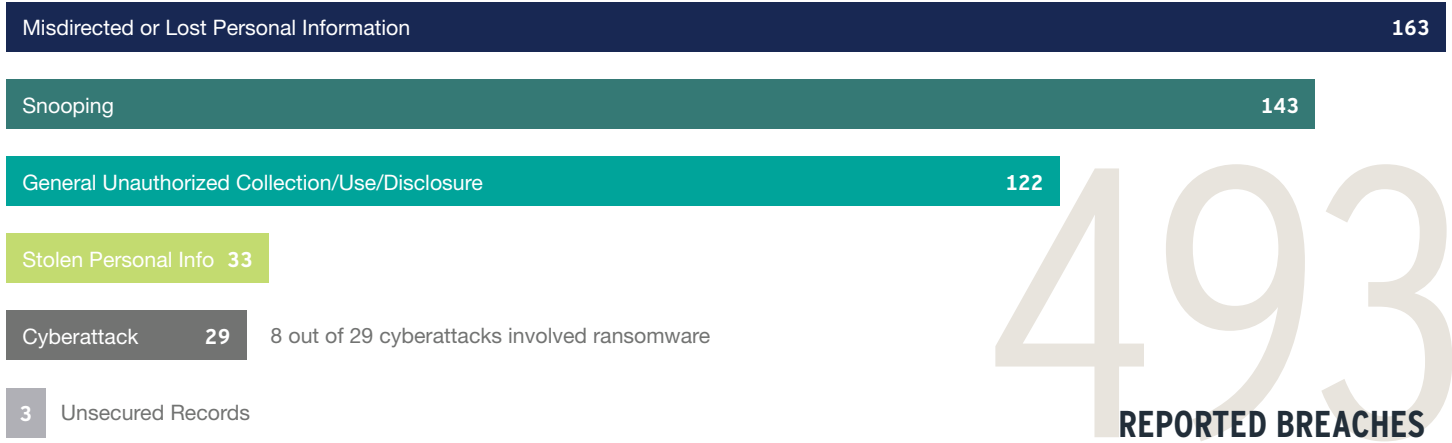 Misdirected or Lost Personal Information 163
Snooping 143
General Unauthorized Collection/Use/Disclosure 122
Stolen Personal Info 33
Cyberattack 29 8 out of 29 cyberattacks involved ransomware
3 Unsecured Records
493
REPORTED BREACHES